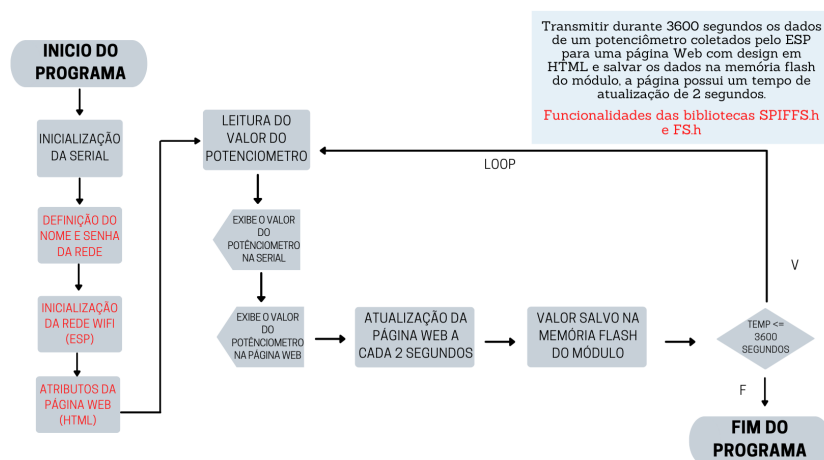 INICIO DO
PROGRAMA
INICIALIZAÇÃO
DA SERIAL
DEFINIÇÃO DO
NOME E SENHA
DA REDE
INICIALIZAÇÃO
DA REDE WIFI
(ESP)
ATRIBUTOS DA
PÁGINA WEB
(HTML)
LEITURA DO
VALOR DO
POTENCIOMETRO
EXIBE O VALOR
DO
POTÊNCIOMETRO
NA SERIAL
EXIBE O VALOR
DO
POTÊNCIOMETRO
NA PÁGINA WEB
ATUALIZAÇÃO DA
PÁGINA WEB A
CADA 2 SEGUNDOS
VALOR SALVO NA
MEMÓRIA FLASH
DO MÓDULO
TEMP <=
3600
SEGUNDOS
V
LOOP
F
FIM DO
PROGRAMA
Transmitir durante 3600 segundos os dados
de um potenciômetro coletados pelo ESP
para uma página Web com design em
HTML e salvar os dados na memória flash
do módulo, a página possui um tempo de
atualização de 2 segundos.
Funcionalidades das bibliotecas SPIFFS.h
e FS.h